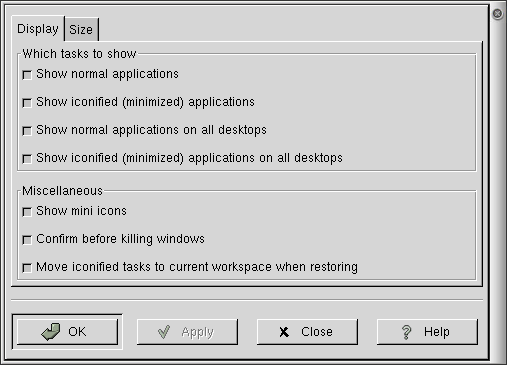 Display Size
Which tasks to show
Show normal applications
Show iconified (minimized) applications
Show normal applications on all desktops
Show iconified (minimized) applications on all desktops
Miscellaneous
Show mini icons
Confirm before killing windows
Move iconified tasks to current workspace when restoring
OK Apply Close Help